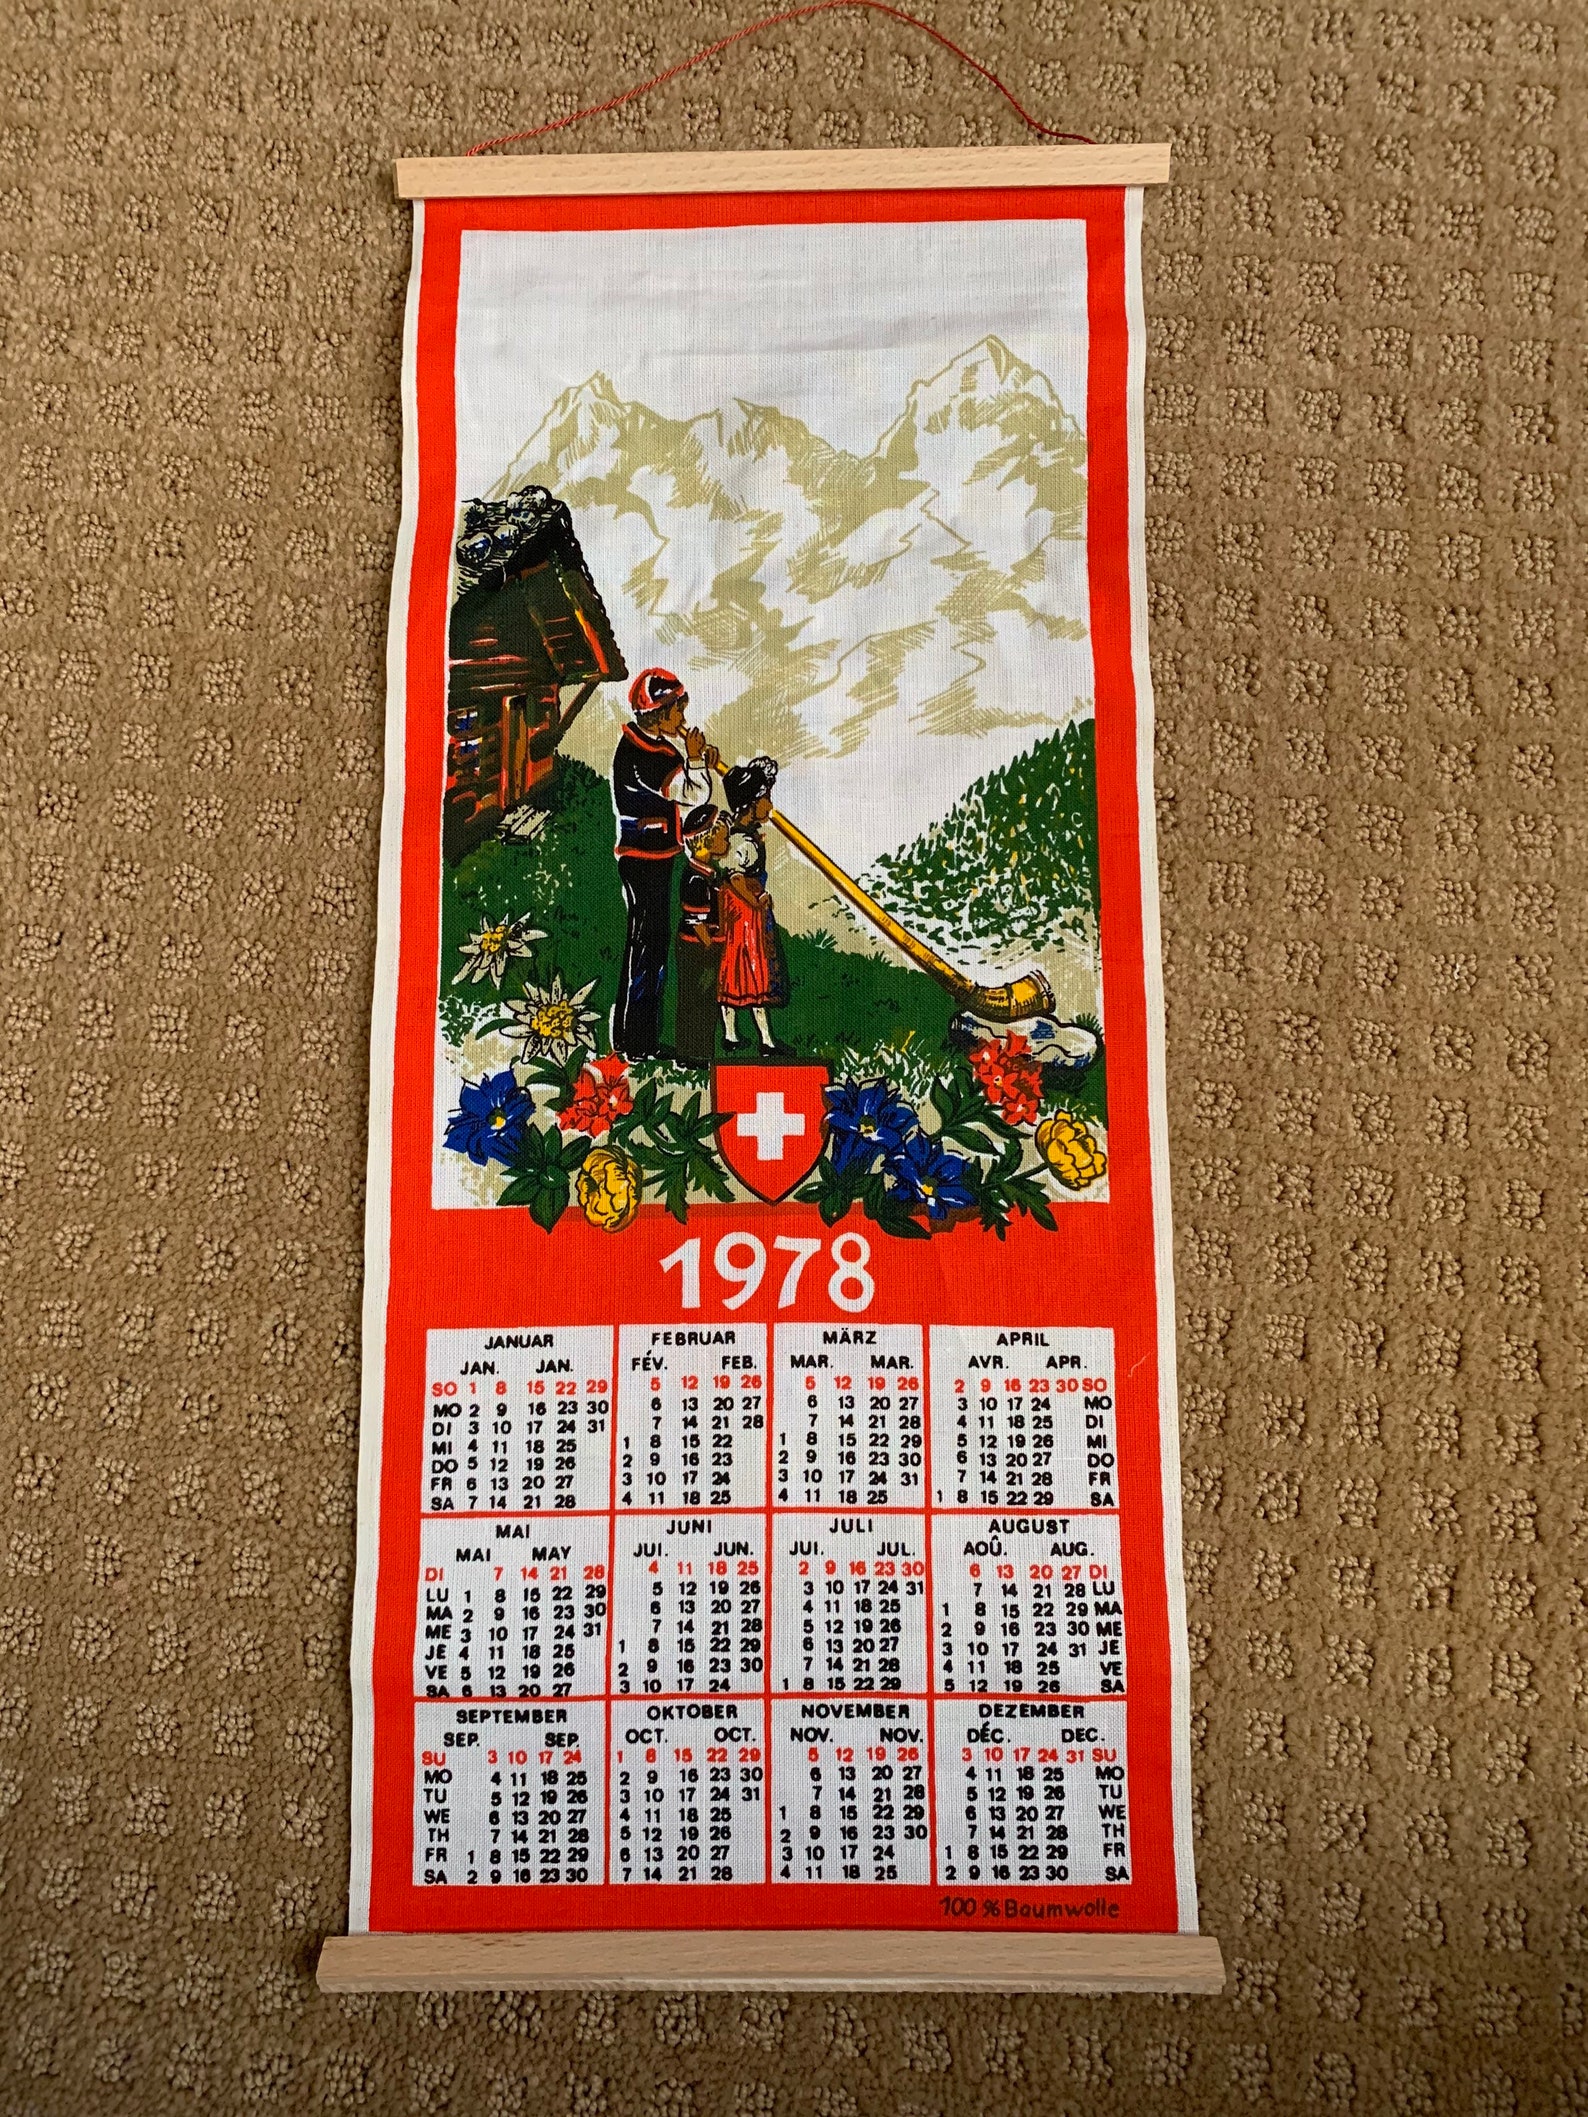 1978
JANUAR FEBRUAR MÄRZ APRIL
JAN. JAN. FÉV. FEB. MAR. MAR. AVR. APR.
SO 1 8 15 22 29 5 12 19 26 5 12 19 26 2 9 16 23 30 SO
MO 2 9 16 23 30 6 13 20 27 6 13 20 27 3 10 17 24 MO
DI 3 10 17 24 31 7 14 21 28 7 14 21 28 4 11 18 25 DI
MI 4 11 18 25 1 8 15 22 1 8 15 22 29 5 12 19 26 MI
DO 5 12 19 26 2 9 16 23 2 9 16 23 30 6 13 20 27 DO
FR 6 13 20 27 3 10 17 24 3 10 17 24 31 7 14 21 28 FR
SA 7 14 21 28 4 11 18 25 4 11 18 25 1 8 15 22 29 SA
MAI JUNI JULI AUGUST
MAI MAY JUI. JUN. JUI. JUL. AOÛ. AUG.
DI 7 14 21 28 4 11 18 25 2 9 16 23 30 6 13 20 27 DI
LU 1 8 15 22 29 5 12 19 26 3 10 17 24 31 7 14 21 28 LU
MA 2 9 16 23 30 6 13 20 27 4 11 18 25 1 8 15 22 29 MA
ME 3 10 17 24 31 7 14 21 28 5 12 19 26 2 9 16 23 30 ME
JE 4 11 18 25 1 8 15 22 29 6 13 20 27 3 10 17 24 31 JE
VE 5 12 19 26 2 9 16 23 30 7 14 21 28 4 11 18 25 VE
SA 6 13 20 27 3 10 17 24 1 8 15 22 29 5 12 19 26 SA
SEPTEMBER OKTOBER NOVEMBER DEZEMBER
SEP. SEP. OCT. OCT. NOV. NOV. DÉC. DEC.
SU 3 10 17 24 1 8 15 22 29 5 12 19 26 3 10 17 24 31 SU
MO 4 11 18 25 2 9 16 23 30 6 13 20 27 4 11 18 25 MO
TU 5 12 19 26 3 10 17 24 31 7 14 21 28 5 12 19 26 TU
WE 6 13 20 27 4 11 18 25 1 8 15 22 29 6 13 20 27 WE
TH 7 14 21 28 5 12 19 26 2 9 16 23 30 7 14 21 28 TH
FR 1 8 15 22 29 6 13 20 27 3 10 17 24 1 8 15 22 29 FR
SA 2 9 16 23 30 7 14 21 28 4 11 18 25 2 9 16 23 30 SA
100 % Baumwolle